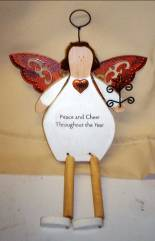 Peace and Cheer
Throughout the Year